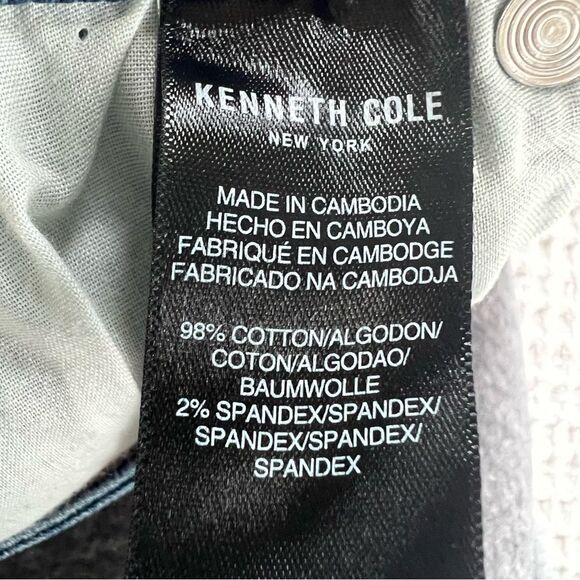 KENNETH COLE
NEW YORK
MADE IN CAMBODIA
HECHO EN CAMBOYA
FABRIQUÉ EN CAMBODGE
FABRICADO NA CAMBODJA
98% COTTON/ALGODON/
COTON/ALGODAO/
BAUMWOLLE
2% SPANDEX/SPANDEX/
SPANDEX/SPANDEX/
SPANDEX